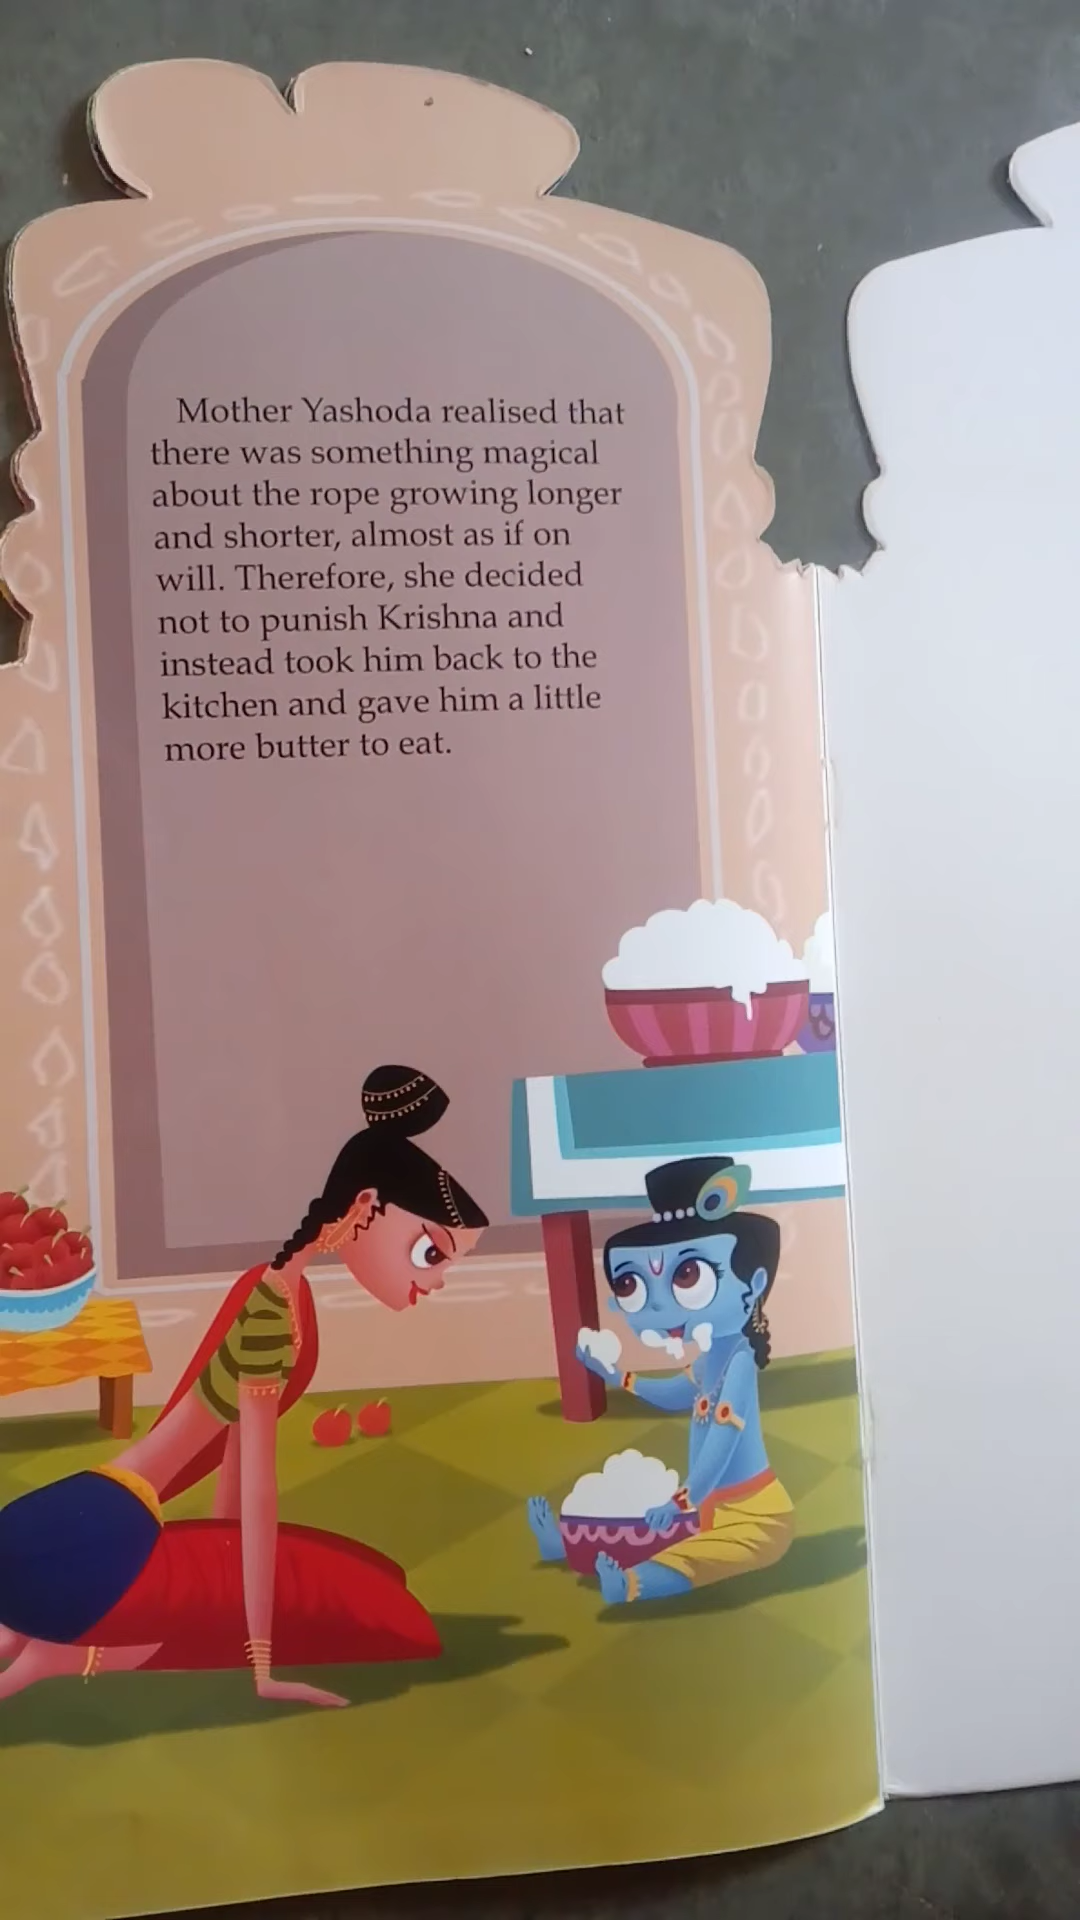 Mother Yashoda realised that
there was something magical
about the rope growing longer
and shorter, almost as if on
will. Therefore, she decided
not to punish Krishna and
instead took him back to the
kitchen and gave him a little
more butter to eat.